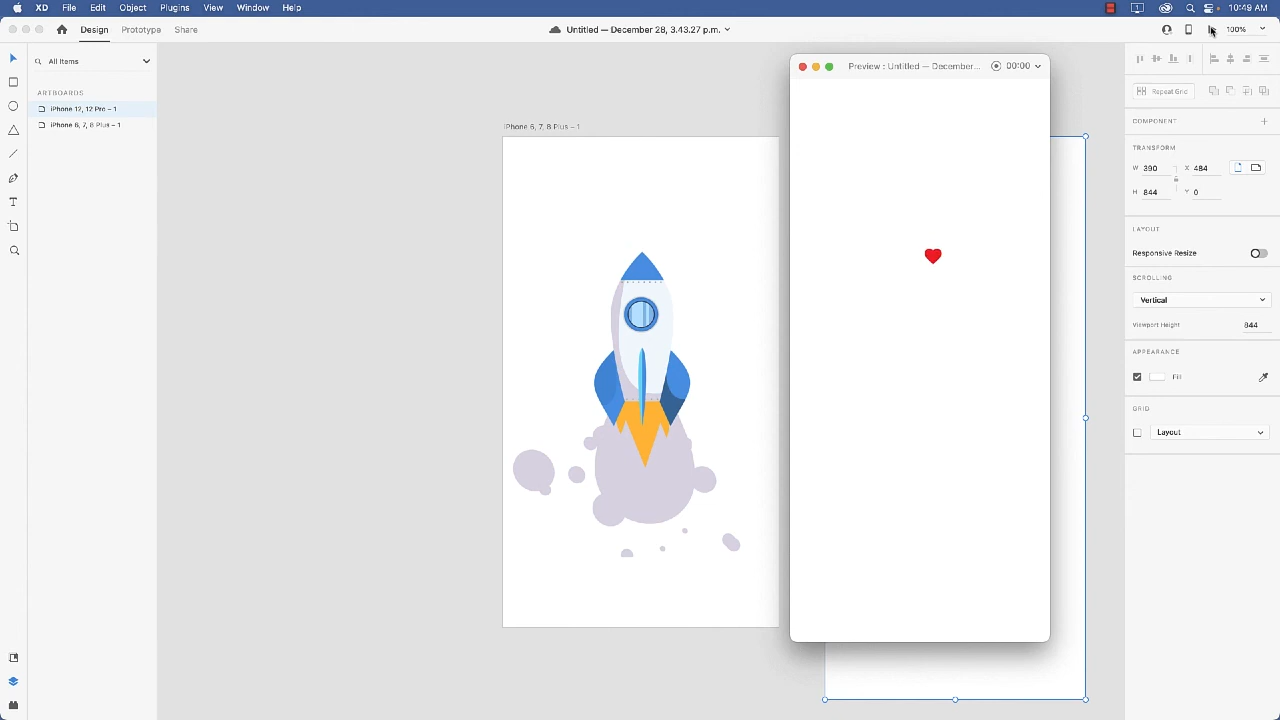 XD File Edit Object Plugins View Window Help 10:49 AM
Design Prototype Share Untitled — December 28, 3.43.27 p.m. 100%
All Items
ARTBOARDS
iPhone 12, 12 Pro – 1
iPhone 6, 7, 8 Plus – 1
iPhone 6, 7, 8 Plus – 1
Preview : Untitled — December... 00:00
Repeat Grid
COMPONENT
TRANSFORM
W 390 X 484
H 844 Y 0
LAYOUT
Responsive Resize
SCROLLING
Vertical
Viewport Height 844
APPEARANCE
Fill
GRID
Layout